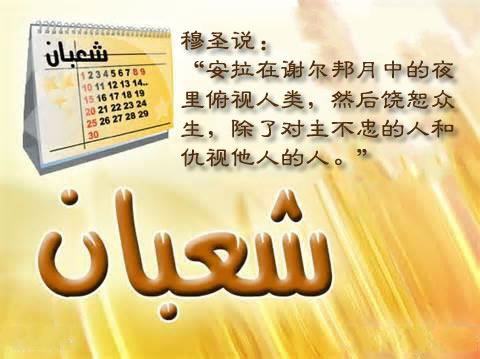 شعبان
1 2 3 4 5 6 7 8 9
10 11 12 13 14
15 16 17 18 19
20 21 22 23 24
25 26 27 28 29
30
穆圣说：
“安拉在谢尔邦月中的夜
里俯视人类，然后饶恕众
生，除了对主不忠的人和
仇视他人的人。”
شعبان